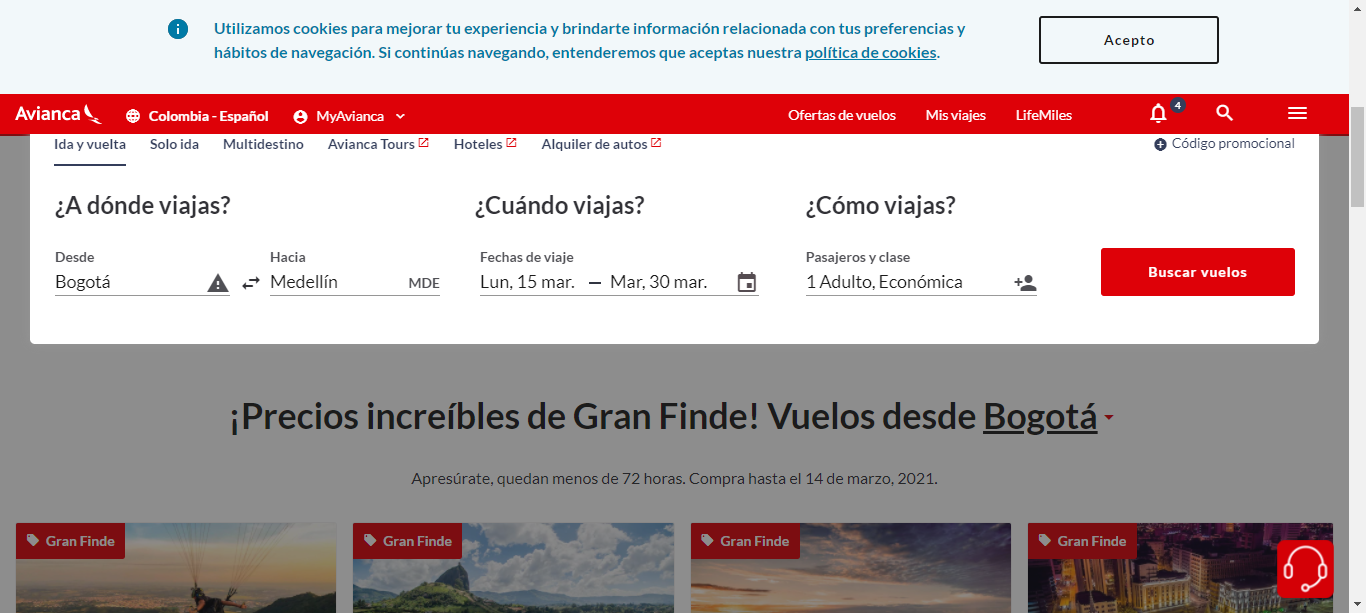 Utilizamos cookies para mejorar tu experiencia y brindarte información relacionada con tus preferencias y
hábitos de navegación. Si continúas navegando, entenderemos que aceptas nuestra política de cookies.
Acepto
Avianca
Colombia - Español
MyAvianca
Ofertas de vuelos
Mis viajes
LifeMiles
4
Ida y vuelta
Solo ida
Multidestino
Avianca Tours
Hoteles
Alquiler de autos
Código promocional
¿A dónde viajas?
¿Cuándo viajas?
¿Cómo viajas?
Desde
Hacia
Fechas de viaje
Pasajeros y clase
Bogotá
Medellín MDE
Lun, 15 mar. — Mar, 30 mar.
1 Adulto, Económica
Buscar vuelos
¡Precios increíbles de Gran Finde! Vuelos desde Bogotá
Apresúrate, quedan menos de 72 horas. Compra hasta el 14 de marzo, 2021.
Gran Finde
Gran Finde
Gran Finde
Gran Finde